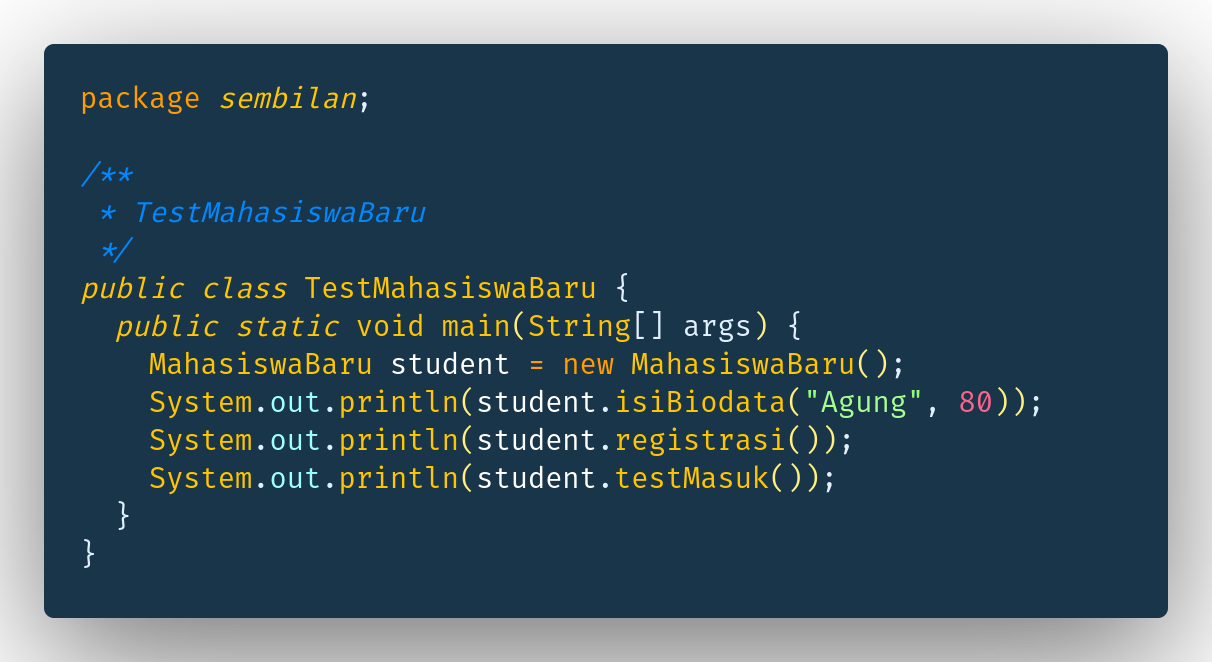 package sembilan;

/**
 * TestMahasiswaBaru
 */
public class TestMahasiswaBaru {
  public static void main(String[] args) {
    MahasiswaBaru student = new MahasiswaBaru();
    System.out.println(student.isiBiodata("Agung", 80));
    System.out.println(student.registrasi());
    System.out.println(student.testMasuk());
  }
}